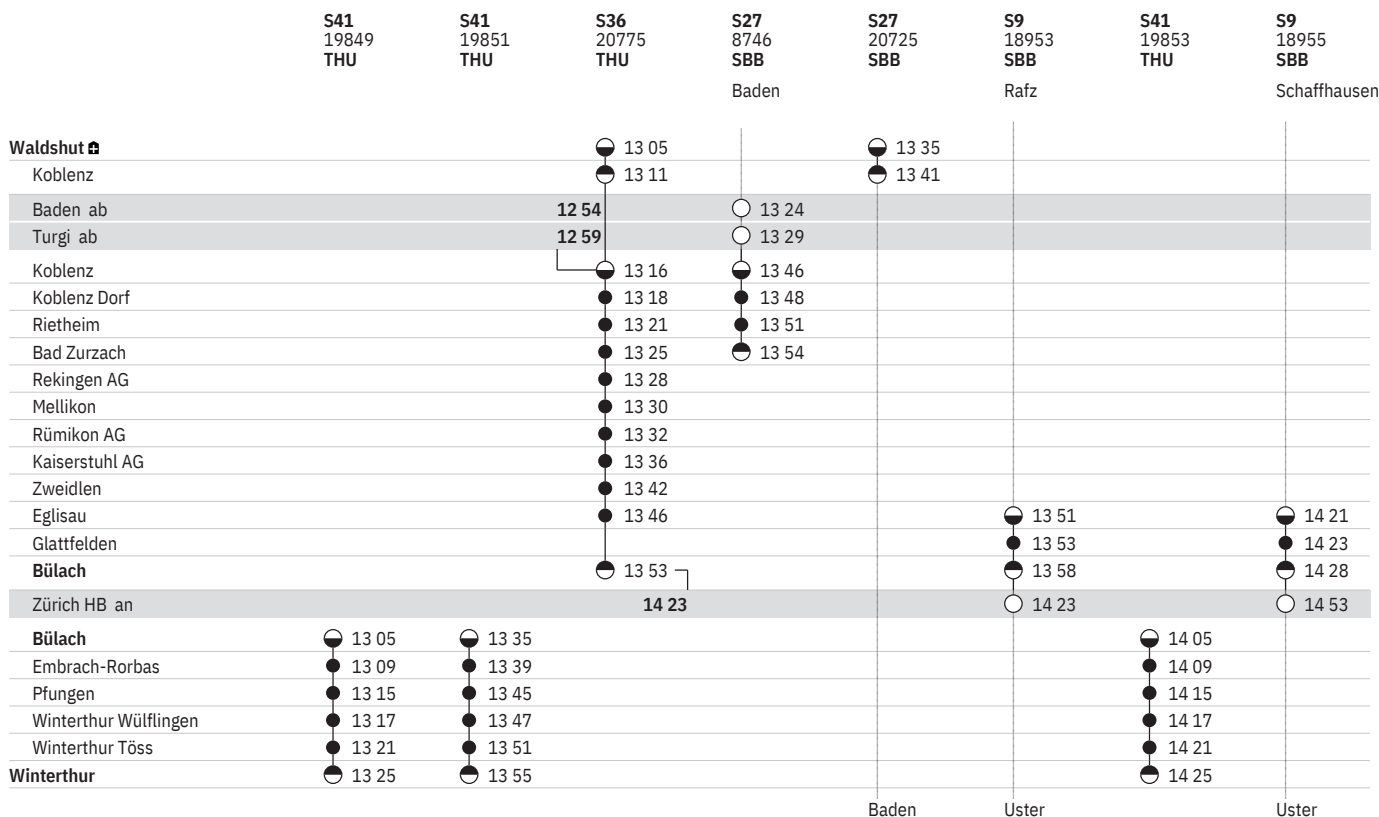 S41 S41 S36 S27 S27 S9 S41 S9
19849 19851 20775 8746 20725 18953 19853 18955
THU THU THU SBB SBB SBB THU SBB
Baden Rafz Schaffhausen
Waldshut 13 05 13 35
Koblenz 13 11 13 41
Baden ab 12 54 13 24
Turgi ab 12 59 13 29
Koblenz 13 16 13 46
Koblenz Dorf 13 18 13 48
Rietheim 13 21 13 51
Bad Zurzach 13 25 13 54
Rekingen AG 13 28
Mellikon 13 30
Rümikon AG 13 32
Kaiserstuhl AG 13 36
Zweidlen 13 42
Eglisau 13 46 13 51 14 21
Glattfelden 13 53 14 23
Bülach 13 53 13 58 14 28
Zürich HB an 14 23 14 23 14 53
Bülach 13 05 13 35 14 05
Embrach-Rorbas 13 09 13 39 14 09
Pfungen 13 15 13 45 14 15
Winterthur Wülflingen 13 17 13 47 14 17
Winterthur Töss 13 21 13 51 14 21
Winterthur 13 25 13 55 14 25
Baden Uster Uster